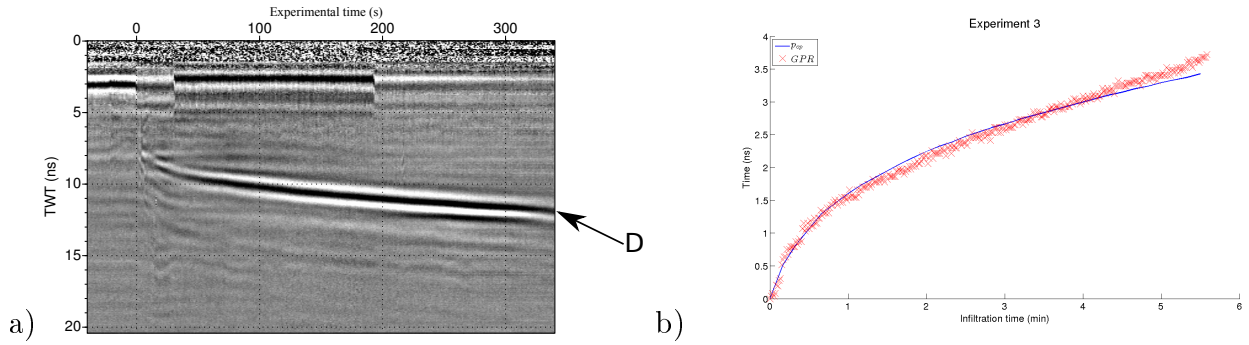 Experimental time (s)
0 100 200 300
TWT (ns)
0
5
10
15
20
D
a)
Experiment 3
p_op
GPR
Time (ns)
4
3.5
3
2.5
2
1.5
1
0.5
0
0 1 2 3 4 5 6
Infiltration time (min)
b)